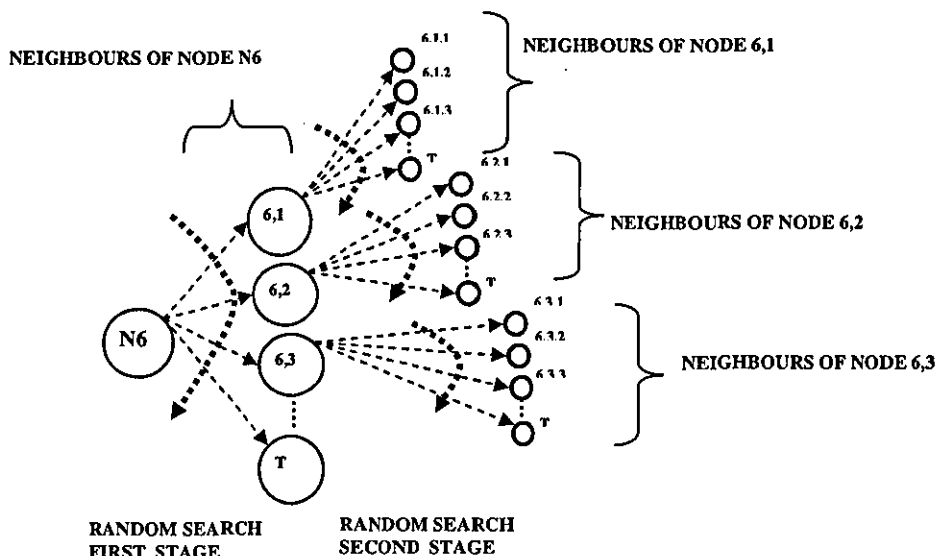 NEIGHBOURS OF NODE N6
NEIGHBOURS OF NODE 6,1
6.1.1
6.1.2
6.1.3
T
6.2.1
6.2.2
6.2.3
T
NEIGHBOURS OF NODE 6,2
6,1
6,2
N6
6,3
T
6.3.1
6.3.2
6.3.3
T
NEIGHBOURS OF NODE 6,3
RANDOM SEARCH
FIRST STAGE
RANDOM SEARCH
SECOND STAGE